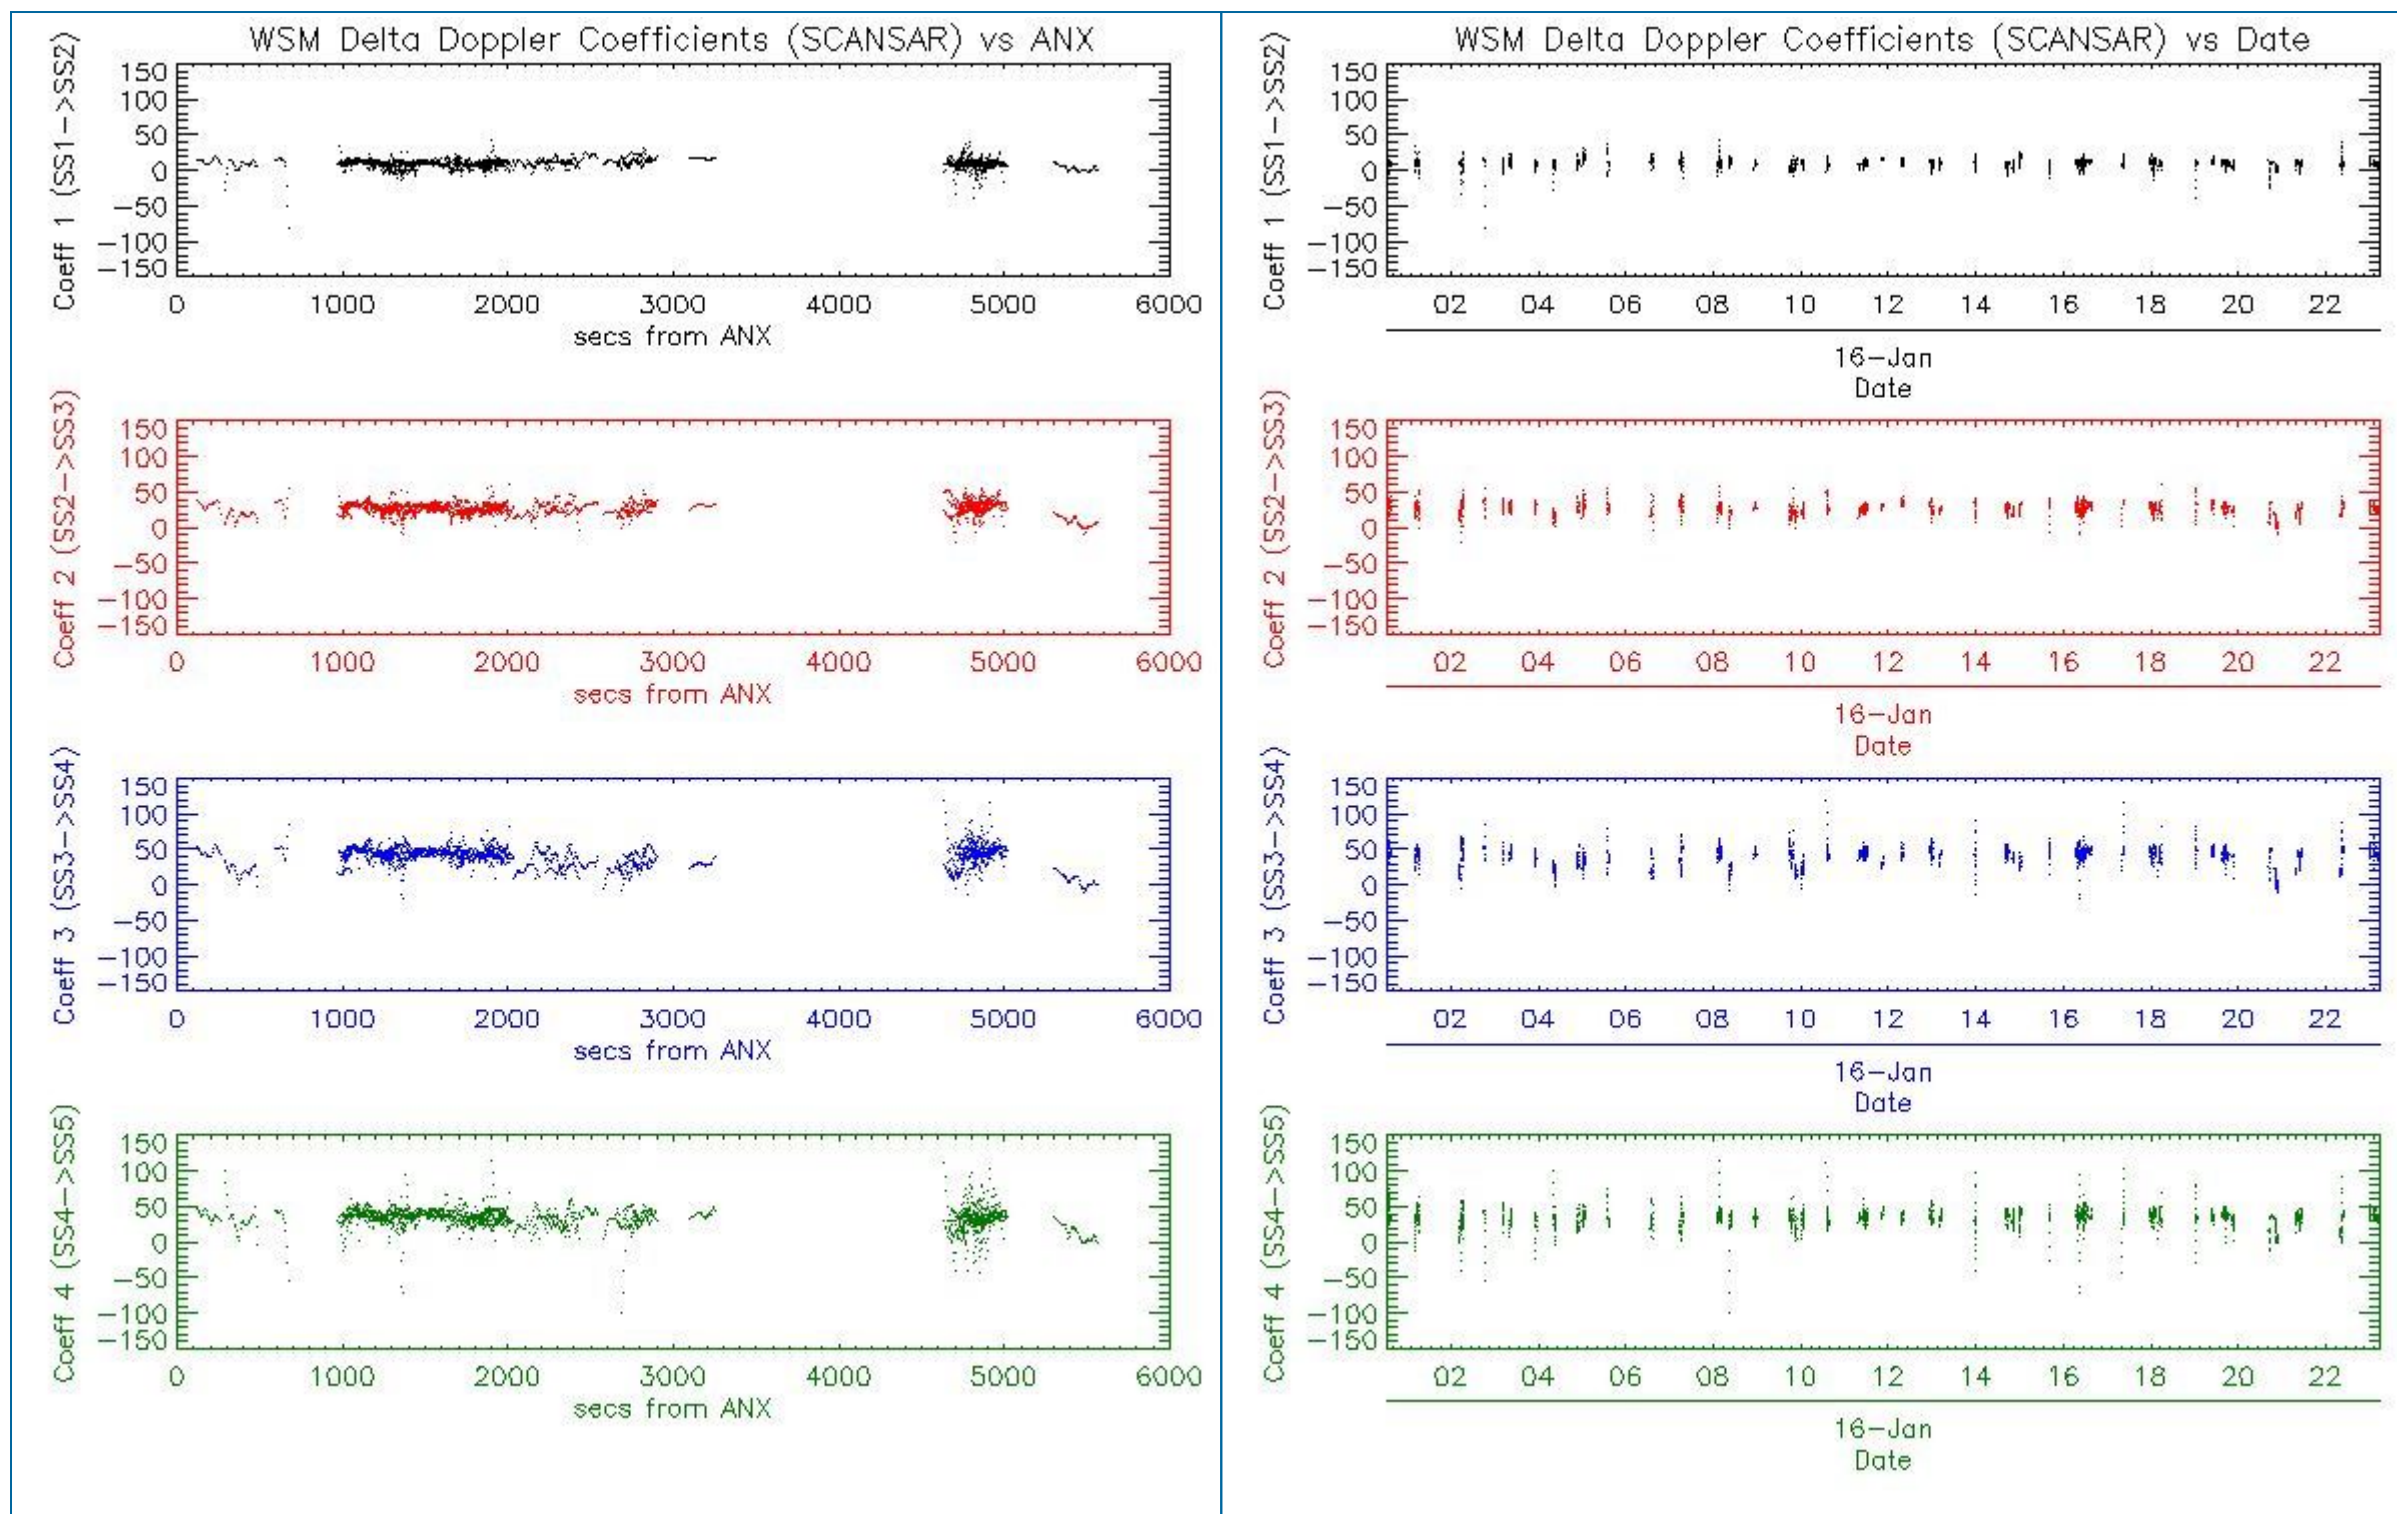 WSM Delta Doppler Coefficients (SCANSAR) vs ANX
Coeff 1 (SS1->SS2)
150
100
50
0
-50
-100
-150
0 1000 2000 3000 4000 5000 6000
secs from ANX
Coeff 2 (SS2->SS3)
150
100
50
0
-50
-100
-150
0 1000 2000 3000 4000 5000 6000
secs from ANX
Coeff 3 (SS3->SS4)
150
100
50
0
-50
-100
-150
0 1000 2000 3000 4000 5000 6000
secs from ANX
Coeff 4 (SS4->SS5)
150
100
50
0
-50
-100
-150
0 1000 2000 3000 4000 5000 6000
secs from ANX
WSM Delta Doppler Coefficients (SCANSAR) vs Date
Coeff 1 (SS1->SS2)
150
100
50
0
-50
-100
-150
02 04 06 08 10 12 14 16 18 20 22
16-Jan
Date
Coeff 2 (SS2->SS3)
150
100
50
0
-50
-100
-150
02 04 06 08 10 12 14 16 18 20 22
16-Jan
Date
Coeff 3 (SS3->SS4)
150
100
50
0
-50
-100
-150
02 04 06 08 10 12 14 16 18 20 22
16-Jan
Date
Coeff 4 (SS4->SS5)
150
100
50
0
-50
-100
-150
02 04 06 08 10 12 14 16 18 20 22
16-Jan
Date